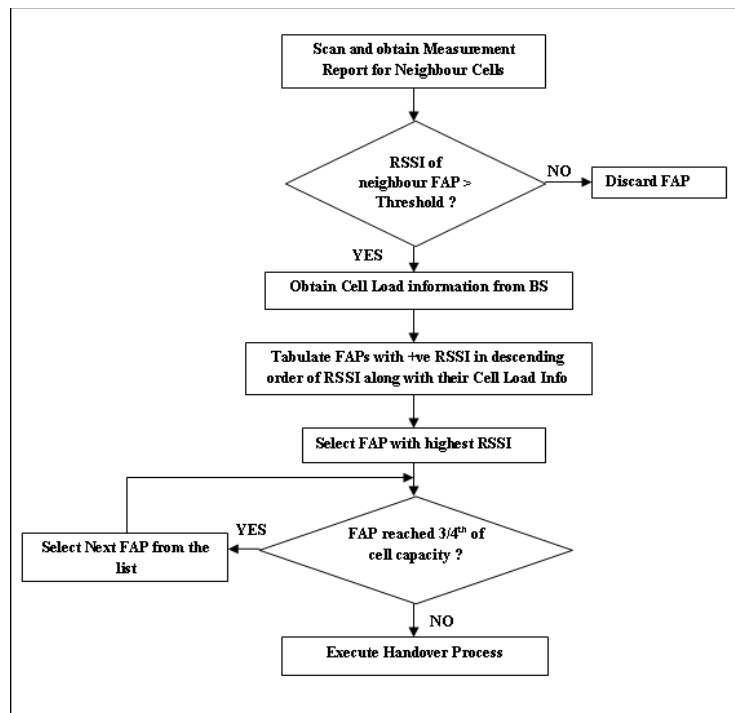 Scan and obtain Measurement
Report for Neighbour Cells
RSSI of
neighbour FAP >
Threshold ?
NO
Discard FAP
YES
Obtain Cell Load information from BS
Tabulate FAPs with +ve RSSI in descending
order of RSSI along with their Cell Load Info
Select FAP with highest RSSI
FAP reached 3/4th of
cell capacity ?
YES
Select Next FAP from the
list
NO
Execute Handover Process